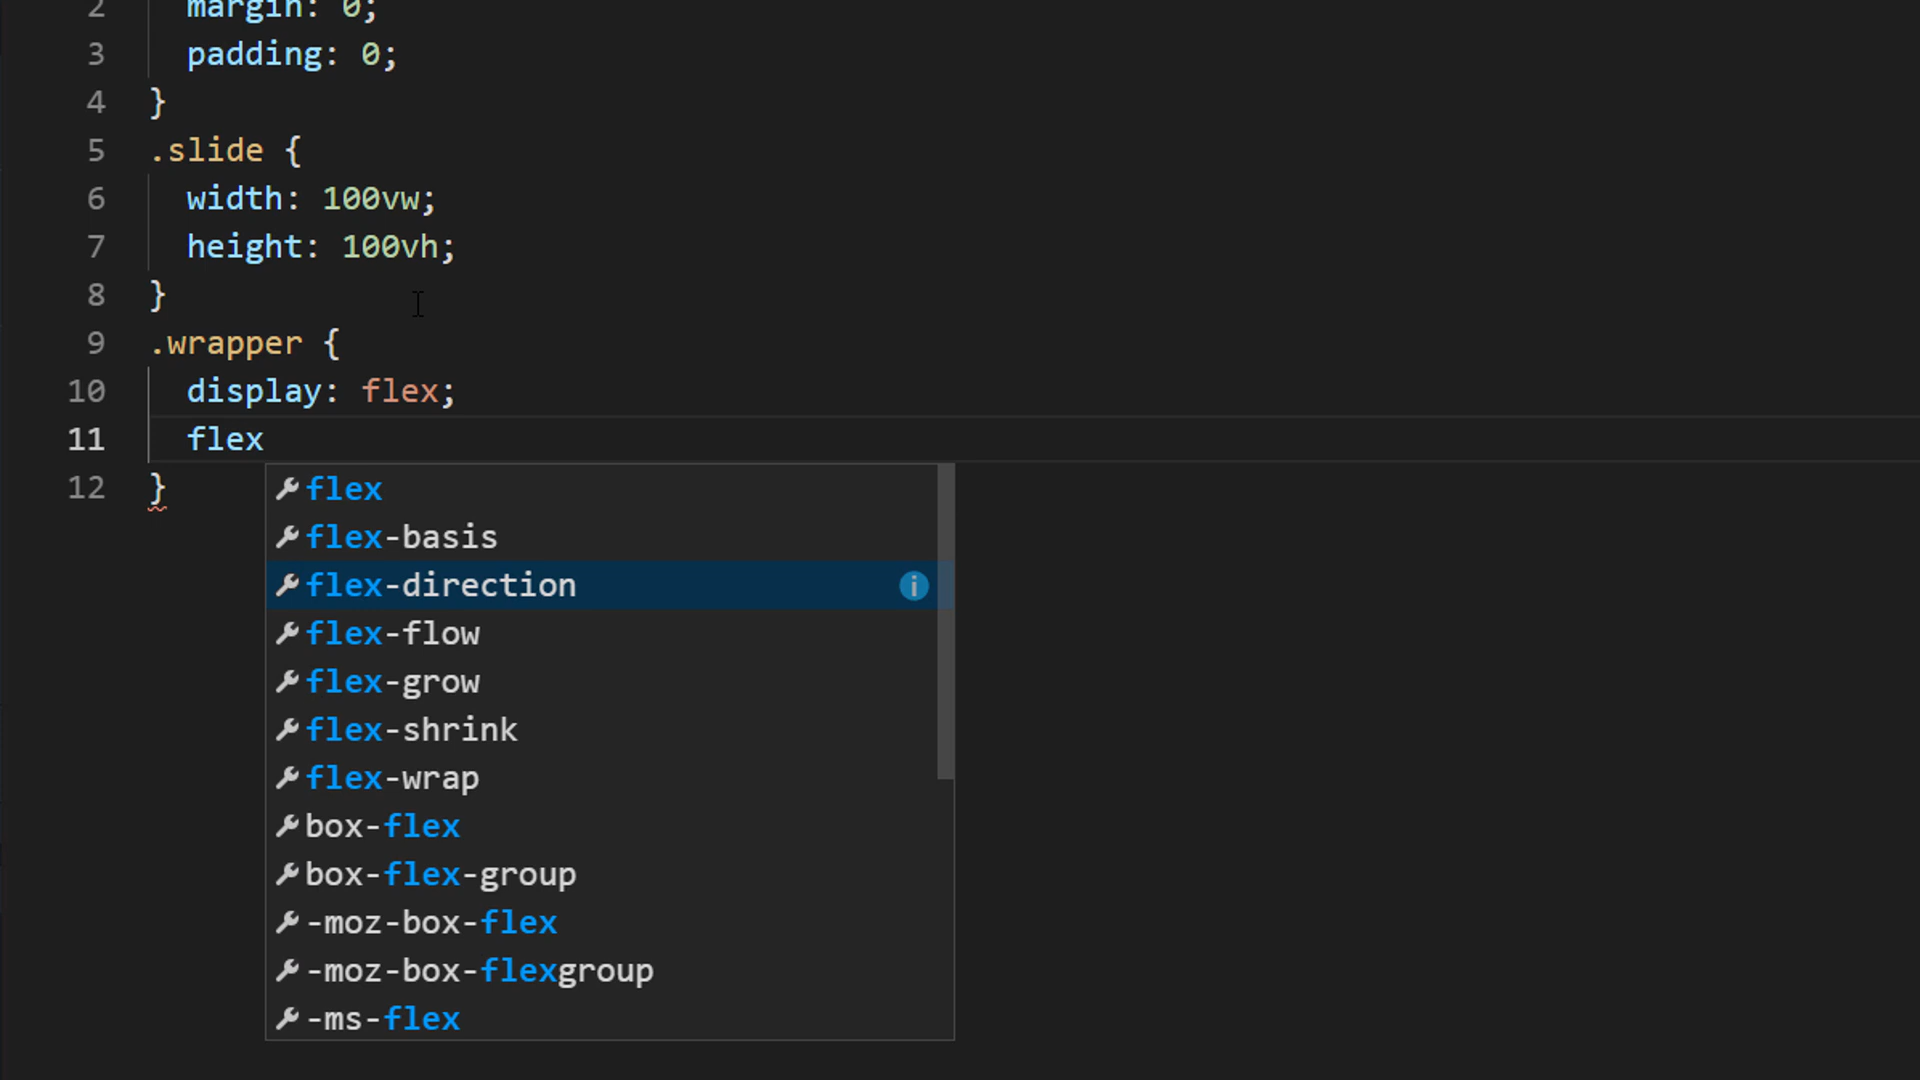 2 margin: 0;
3 padding: 0;
4 }
5 .slide {
6 width: 100vw;
7 height: 100vh;
8 }
9 .wrapper {
10 display: flex;
11 flex
12 }
flex
flex-basis
flex-direction i
flex-flow
flex-grow
flex-shrink
flex-wrap
box-flex
box-flex-group
-moz-box-flex
-moz-box-flexgroup
-ms-flex